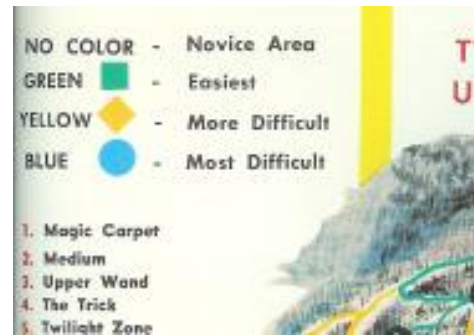 NO COLOR - Novice Area
GREEN - Easiest
YELLOW - More Difficult
BLUE - Most Difficult
T
U
1. Magic Carpet
2. Medium
3. Upper Wand
4. The Trick
5. Twilight Zone